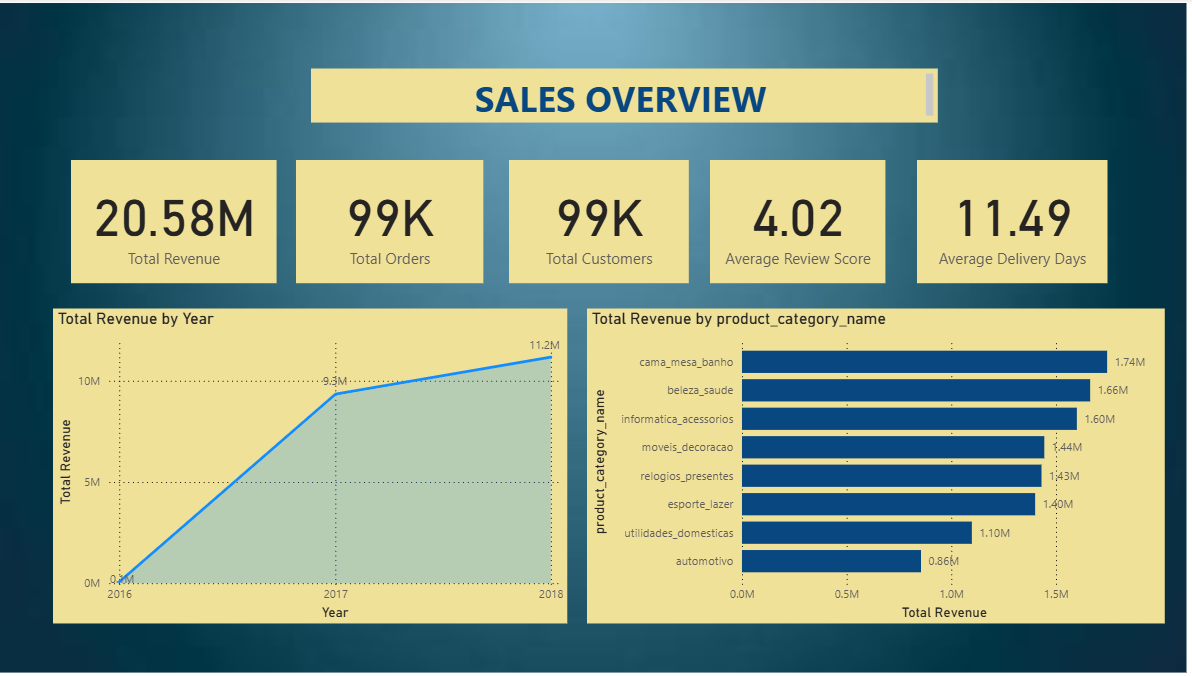 SALES OVERVIEW
20.58M
Total Revenue
99K
Total Orders
99K
Total Customers
4.02
Average Review Score
11.49
Average Delivery Days
Total Revenue by Year
Total Revenue
10M
5M
0M
0.1M
9.3M
11.2M
2016
2017
2018
Year
Total Revenue by product_category_name
product_category_name
cama_mesa_banho
1.74M
beleza_saude
1.66M
informatica_acessorios
1.60M
moveis_decoracao
1.44M
relogios_presentes
1.43M
esporte_lazer
1.40M
utilidades_domesticas
1.10M
automotivo
0.86M
0.0M
0.5M
1.0M
1.5M
Total Revenue